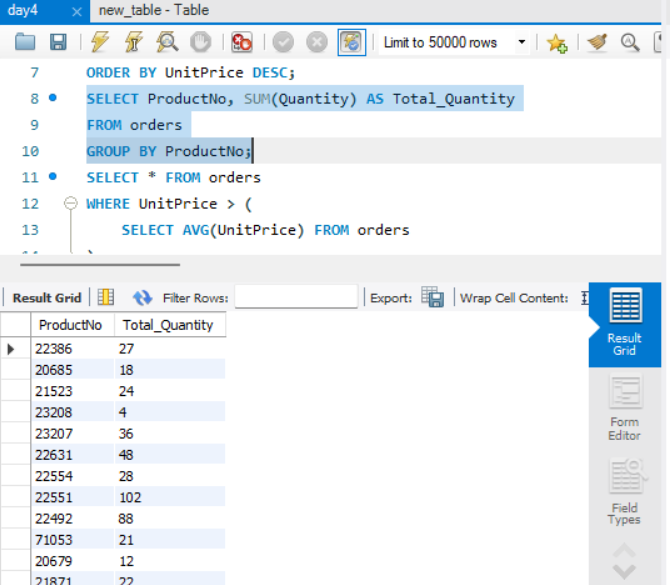 day4 × new_table - Table
Limit to 50000 rows
7 ORDER BY UnitPrice DESC;
8 SELECT ProductNo, SUM(Quantity) AS Total_Quantity
9 FROM orders
10 GROUP BY ProductNo;
11 SELECT * FROM orders
12 WHERE UnitPrice > (
13 SELECT AVG(UnitPrice) FROM orders
Result Grid Filter Rows: Export: Wrap Cell Content:
ProductNo Total_Quantity
22386 27
20685 18
21523 24
23208 4
23207 36
22631 48
22554 28
22551 102
22492 88
71053 21
20679 12
21871 22
Result
Grid
Form
Editor
Field
Types